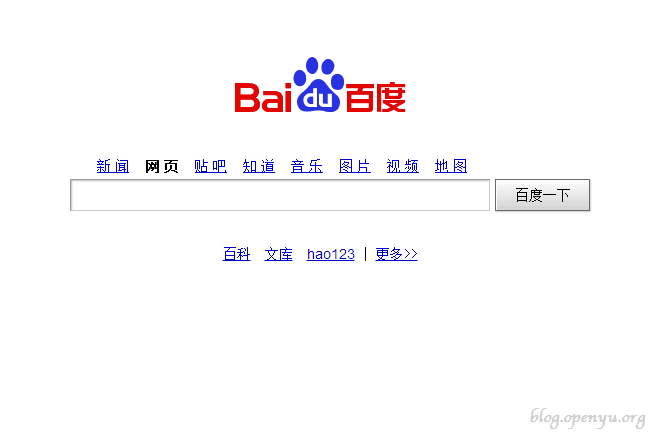 Bai du 百度
新闻 网页 贴吧 知道 音乐 图片 视频 地图
百度一下
百科 文库 hao123 | 更多>>
blog.openyu.org